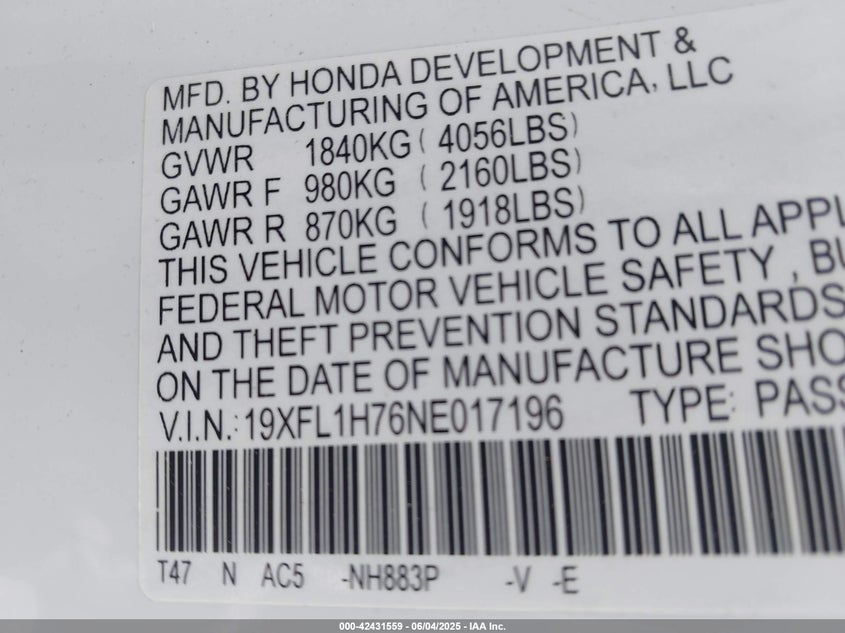 MFD. BY HONDA DEVELOPMENT &
MANUFACTURING OF AMERICA, LLC
GVWR 1840KG ( 4056LBS)
GAWR F 980KG ( 2160LBS)
GAWR R 870KG ( 1918LBS)
THIS VEHICLE CONFORMS TO ALL APPL
FEDERAL MOTOR VEHICLE SAFETY , BU
AND THEFT PREVENTION STANDARDS
ON THE DATE OF MANUFACTURE SHO
V.I.N.: 19XFL1H76NE017196 TYPE: PASS
T47 N AC5 -NH883P -V -E
000-42431559 - 06/04/2025 - IAA Inc.